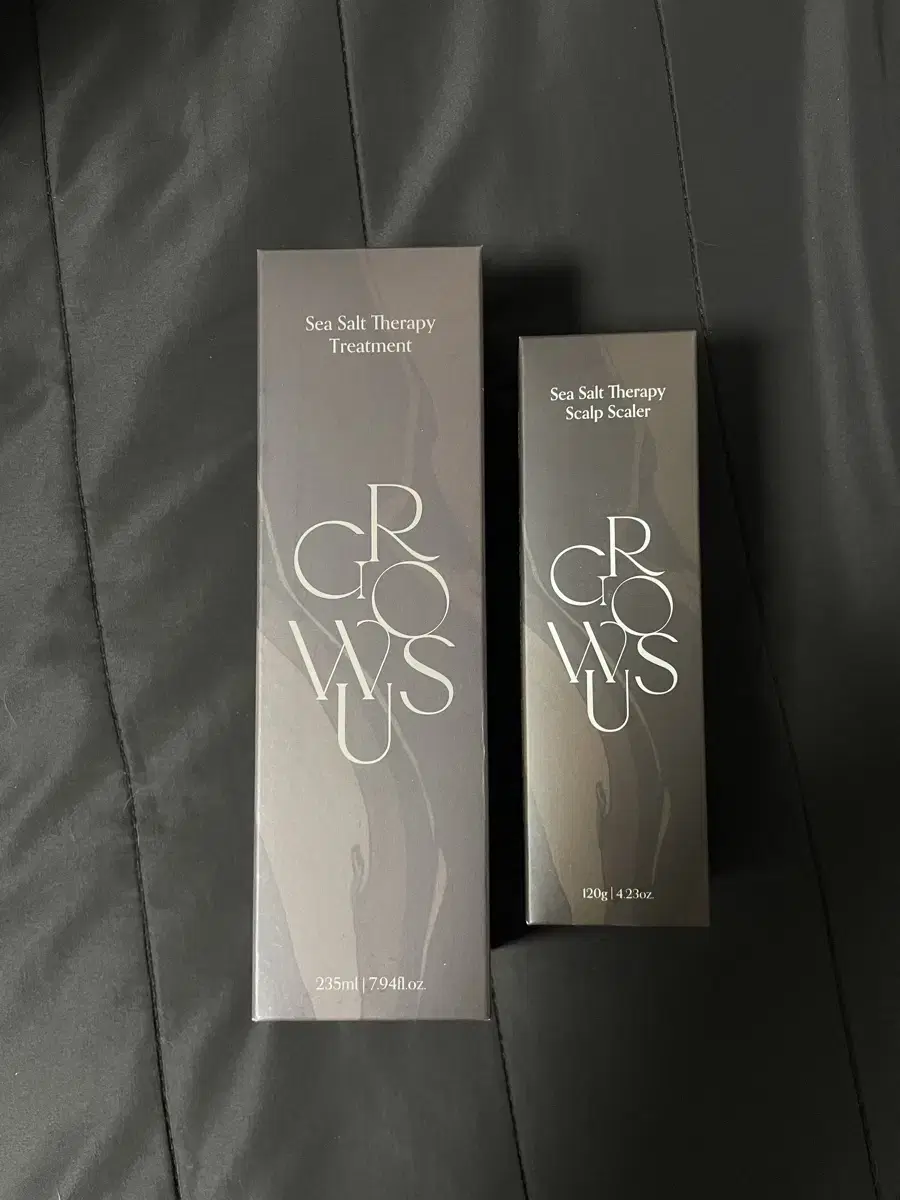 Sea Salt Therapy
Treatment
GROWUS
235ml | 7.94fl.oz.
Sea Salt Therapy
Scalp Scaler
GROWUS
120g | 4.23oz.